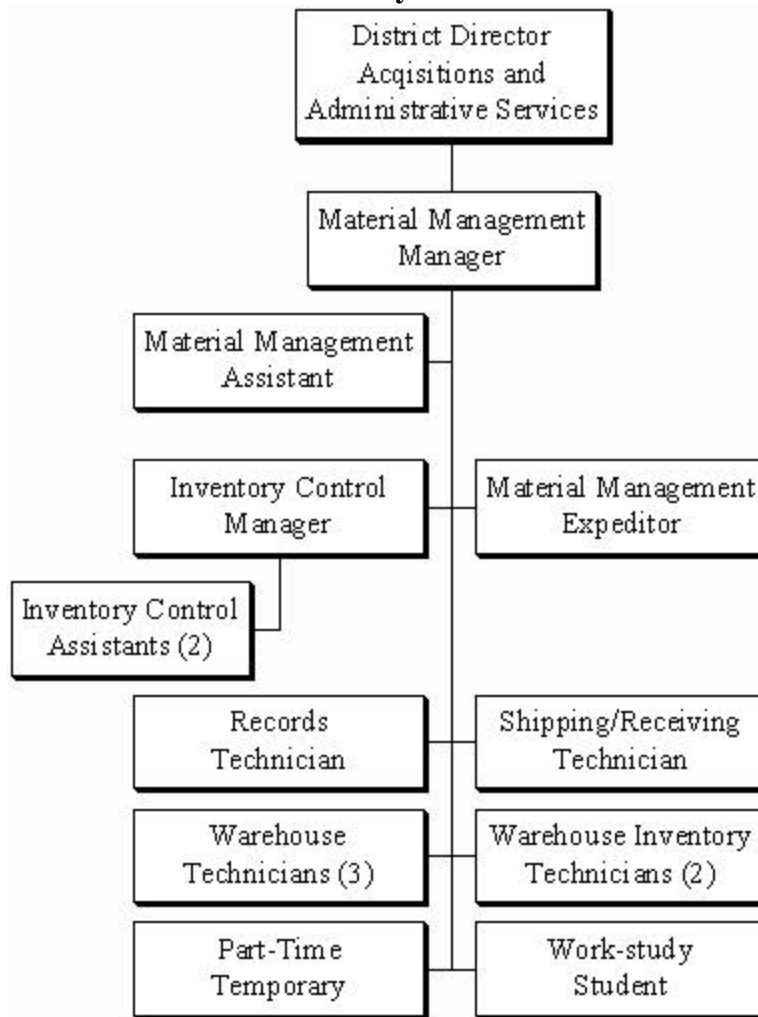 District Director
Acqisitions and
Administrative Services
Material Management
Manager
Material Management
Assistant
Inventory Control
Manager
Material Management
Expeditor
Inventory Control
Assistants (2)
Records
Technician
Shipping/Receiving
Technician
Warehouse
Technicians (3)
Warehouse Inventory
Technicians (2)
Part-Time
Temporary
Work-study
Student